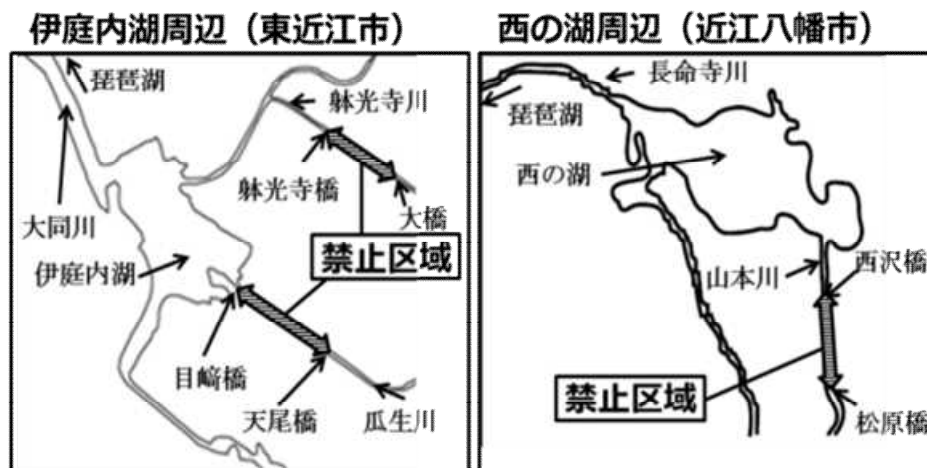 伊庭内湖周辺（東近江市）
琵琶湖
躰光寺川
躰光寺橋
大橋
大同川
禁止区域
伊庭内湖
目﨑橋
天尾橋
瓜生川
西の湖周辺（近江八幡市）
長命寺川
琵琶湖
西の湖
山本川
西沢橋
禁止区域
松原橋